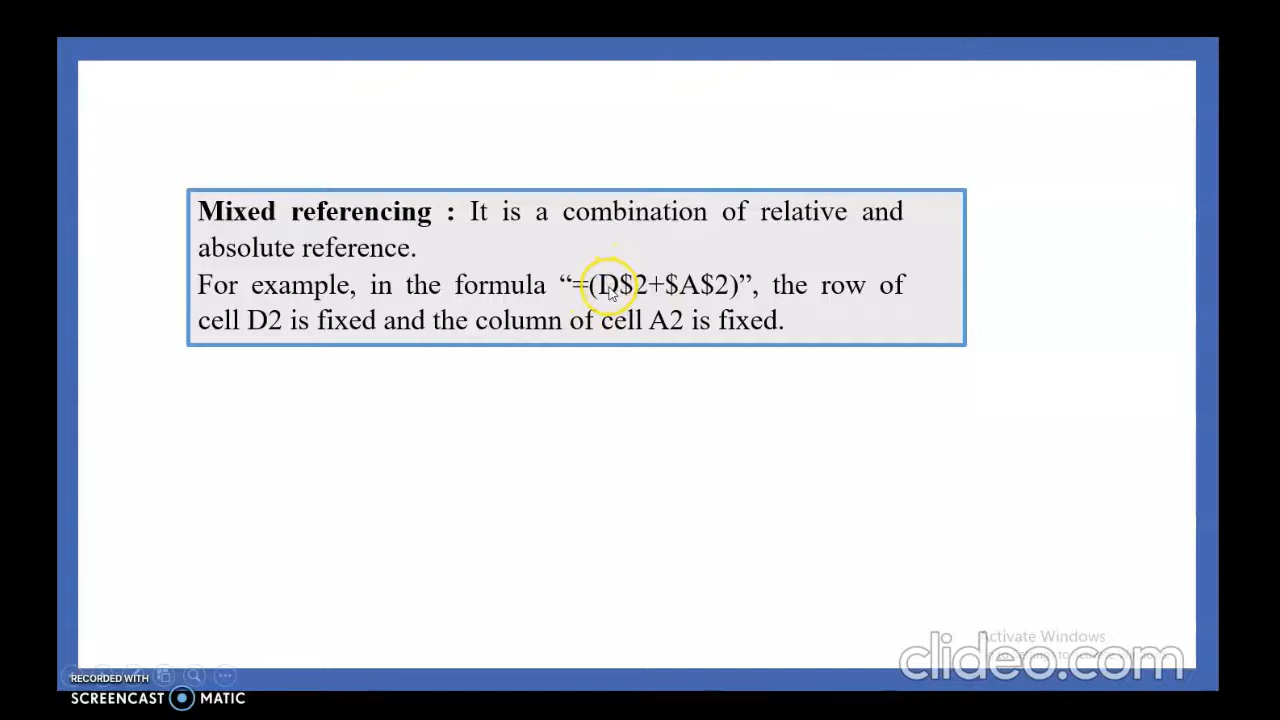 Mixed referencing : It is a combination of relative and
absolute reference.
For example, in the formula “=(D$2+$A$2)”, the row of
cell D2 is fixed and the column of cell A2 is fixed.
Activate Windows
clideo.com
RECORDED WITH
SCREENCAST MATIC